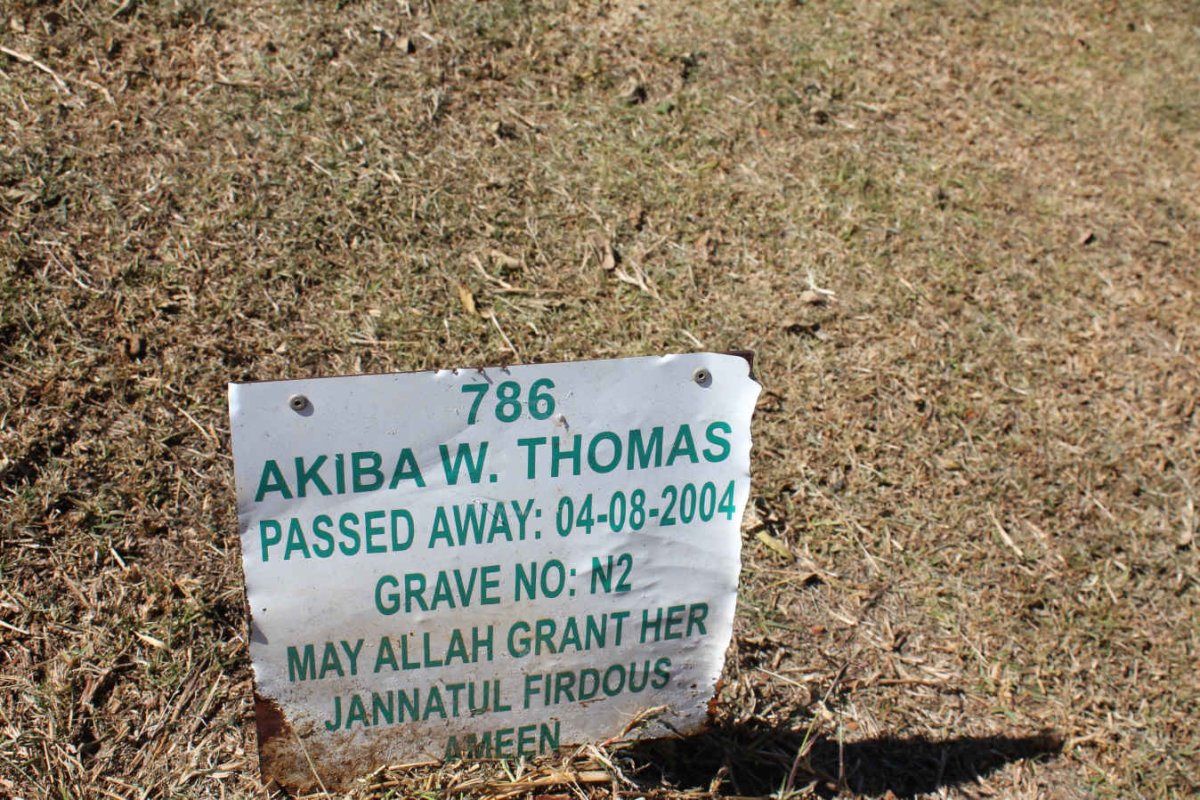 786
AKIBA W. THOMAS
PASSED AWAY: 04-08-2004
GRAVE NO: N2
MAY ALLAH GRANT HER
JANNATUL FIRDOUS
AMEEN